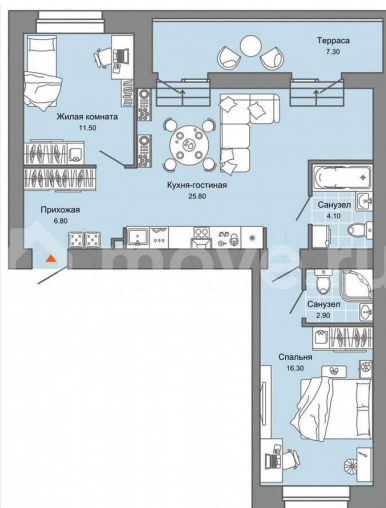 Терраса
7.30
Жилая комната
11.50
Кухня-гостиная
25.80
Санузел
4.10
Прихожая
6.80
move.ru
Санузел
2.90
Спальня
16.30